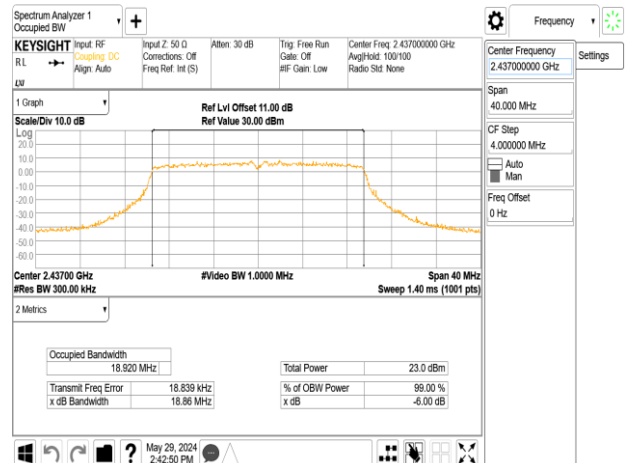 Spectrum Analyzer 1
Occupied BW
Frequency
KEYSIGHT
Input: RF
Coupling: DC
Align: Auto
Input Z: 50 Ω
Corrections: Off
Freq Ref: Int (S)
Atten: 30 dB
Trig: Free Run
Gate: Off
#IF Gain: Low
Center Freq: 2.437000000 GHz
Avg|Hold: 100/100
Radio Std: None
RL
LXI
Center Frequency
2.437000000 GHz
Settings
Span
40.000 MHz
CF Step
4.000000 MHz
Auto
Man
Freq Offset
0 Hz
1 Graph
Scale/Div 10.0 dB
Ref Lvl Offset 11.00 dB
Ref Value 30.00 dBm
Log
20.0
10.0
0.00
-10.0
-20.0
-30.0
-40.0
-50.0
-60.0
Center 2.43700 GHz
#Res BW 300.00 kHz
#Video BW 1.0000 MHz
Span 40 MHz
Sweep 1.40 ms (1001 pts)
2 Metrics
Occupied Bandwidth
18.920 MHz
Transmit Freq Error 18.839 kHz
x dB Bandwidth 18.86 MHz
Total Power 23.0 dBm
% of OBW Power 99.00 %
x dB -6.00 dB
?
May 29, 2024
2:42:50 PM